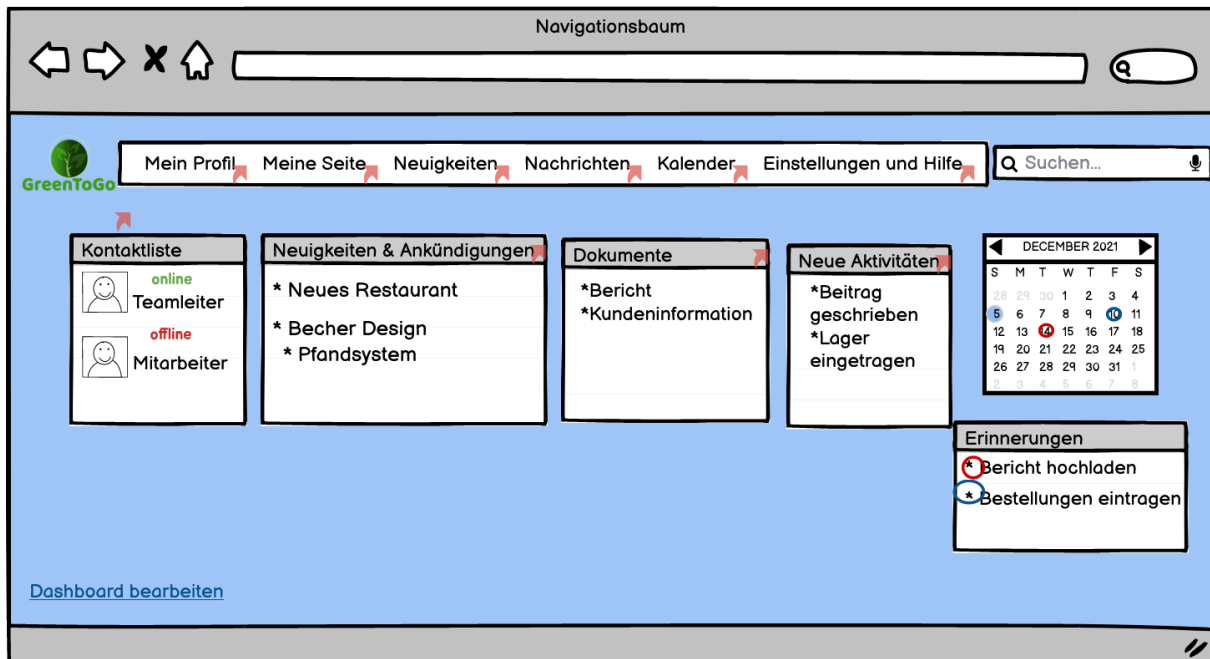 Navigationsbaum
GreenToGo
Mein Profil Meine Seite Neuigkeiten Nachrichten Kalender Einstellungen und Hilfe
Suchen...
Kontaktliste
online
Teamleiter
offline
Mitarbeiter
Neuigkeiten & Ankündigungen
* Neues Restaurant
* Becher Design
* Pfandsystem
Dokumente
*Bericht
*Kundeninformation
Neue Aktivitäten
*Beitrag
geschrieben
*Lager
eingetragen
DECEMBER 2021
S M T W T F S
28 29 30 1 2 3 4
5 6 7 8 9 10 11
12 13 14 15 16 17 18
19 20 21 22 23 24 25
26 27 28 29 30 31 1
2 3 4 5 6 7 8
Erinnerungen
* Bericht hochladen
* Bestellungen eintragen
Dashboard bearbeiten